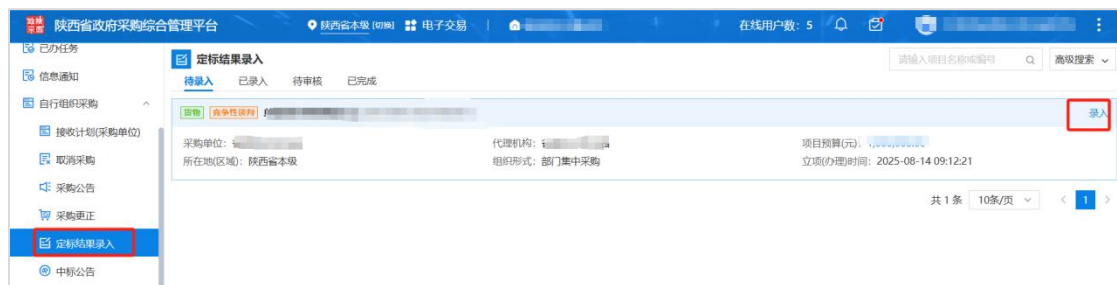 政府采购 陕西省政府采购综合管理平台 陕西省本级 [切换] 电子交易 | 在线用户数：5
已办任务
信息通知
自行组织采购
接收计划(采购单位)
取消采购
采购公告
采购更正
定标结果录入
中标公告
定标结果录入
请输入项目名称或编号 高级搜索
待录入 已录入 待审核 已完成
货物 竞争性谈判 录入
采购单位： 代理机构： 项目预算(元)：
所在地(区域)：陕西省本级 组织形式：部门集中采购 立项(办理)时间：2025-08-14 09:12:21
共 1 条 10条/页 < 1 >